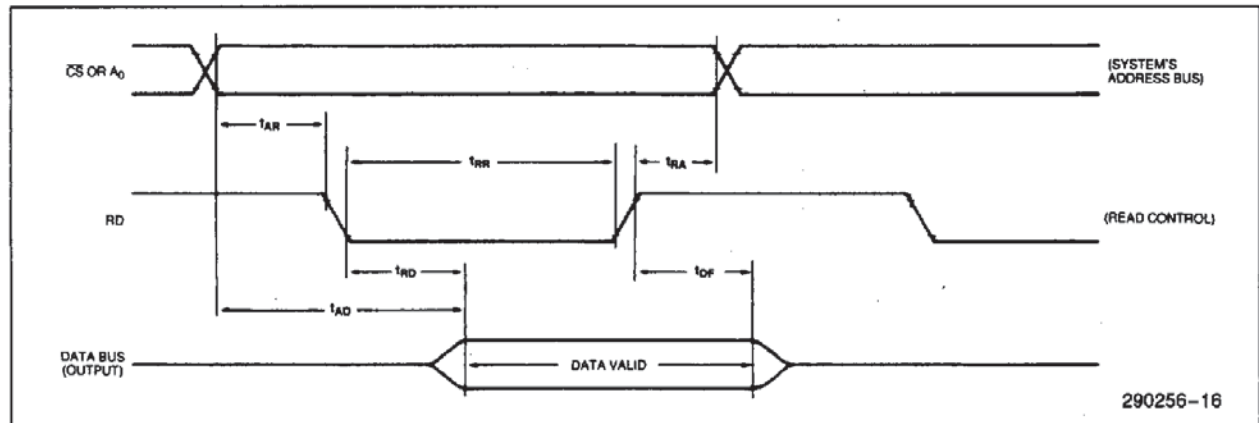 CS OR A0
(SYSTEM'S
ADDRESS BUS)
tAR
tRR
tRA
RD
(READ CONTROL)
tRD
tDF
tAD
DATA BUS
(OUTPUT)
DATA VALID
290256-16